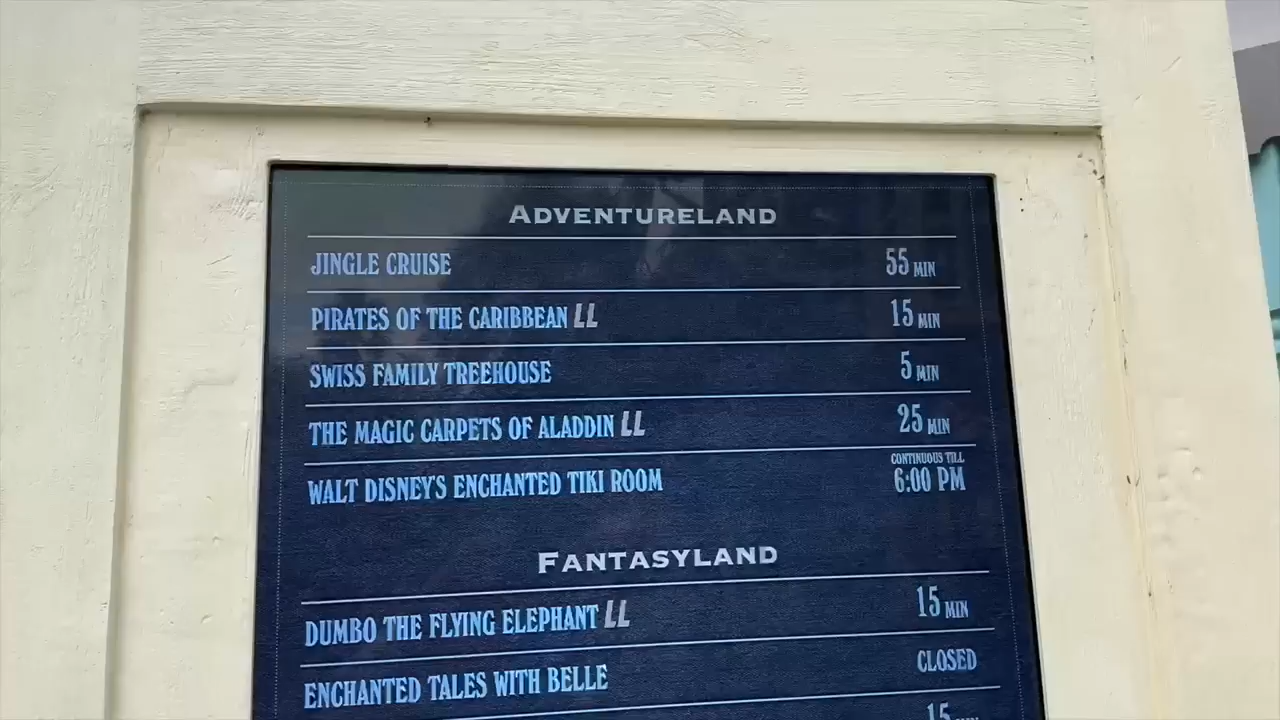 ADVENTURELAND
JINGLE CRUISE 55 MIN
PIRATES OF THE CARIBBEAN LL 15 MIN
SWISS FAMILY TREEHOUSE 5 MIN
THE MAGIC CARPETS OF ALADDIN LL 25 MIN
WALT DISNEY'S ENCHANTED TIKI ROOM CONTINUOUS TILL
6:00 PM
FANTASYLAND
DUMBO THE FLYING ELEPHANT LL 15 MIN
ENCHANTED TALES WITH BELLE CLOSED
15 MIN